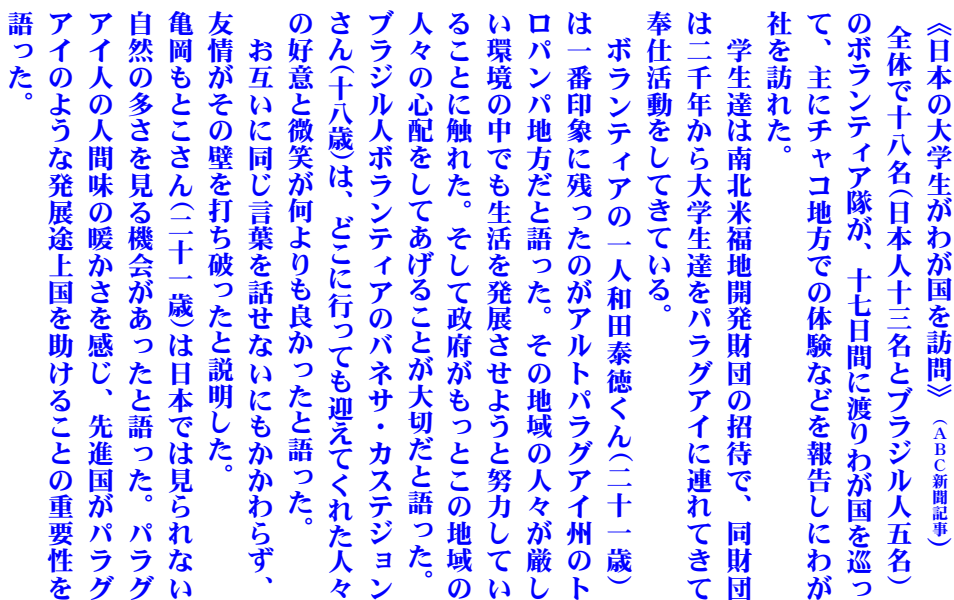 《日本の大学生がわが国を訪問》（ABC新聞記事）
全体で十八名(日本人十三名とブラジル人五名)
のボランティア隊が、十七日間に渡りわが国を巡っ
て、主にチャコ地方での体験などを報告しにわが
社を訪れた。
学生達は南北米福地開発財団の招待で、同財団
は二千年から大学生達をパラグアイに連れてきて
奉仕活動をしてきている。
ボランティアの一人和田泰徳くん(二十一歳)
は一番印象に残ったのがアルトパラグアイ州のト
ロパンパ地方だと語った。その地域の人々が厳し
い環境の中でも生活を発展させようと努力してい
ることに触れた。そして政府がもっとこの地域の
人々の心配をしてあげることが大切だと語った。
ブラジル人ボランティアのバネサ・カステジョン
さん(十八歳)は、どこに行っても迎えてくれた人々
の好意と微笑が何よりも良かったと語った。
お互いに同じ言葉を話せないにもかかわらず、
友情がその壁を打ち破ったと説明した。
亀岡もとこさん(二十一歳)は日本では見られない
自然の多さを見る機会があったと語った。パラグ
アイ人の人間味の暖かさを感じ、先進国がパラグ
アイのような発展途上国を助けることの重要性を
語った。